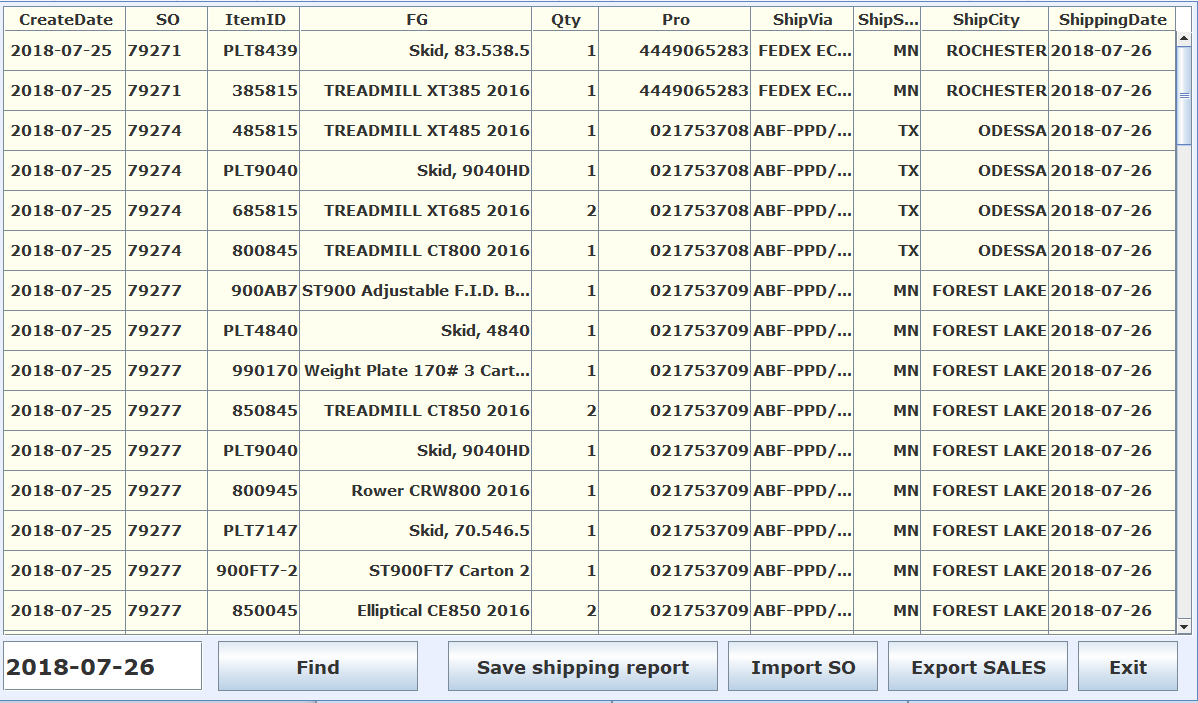 CreateDate SO ItemID FG Qty Pro ShipVia ShipS... ShipCity ShippingDate
2018-07-25 79271 PLT8439 Skid, 83.538.5 1 4449065283 FEDEX EC... MN ROCHESTER 2018-07-26
2018-07-25 79271 385815 TREADMILL XT385 2016 1 4449065283 FEDEX EC... MN ROCHESTER 2018-07-26
2018-07-25 79274 485815 TREADMILL XT485 2016 1 021753708 ABF-PPD/... TX ODESSA 2018-07-26
2018-07-25 79274 PLT9040 Skid, 9040HD 1 021753708 ABF-PPD/... TX ODESSA 2018-07-26
2018-07-25 79274 685815 TREADMILL XT685 2016 2 021753708 ABF-PPD/... TX ODESSA 2018-07-26
2018-07-25 79274 800845 TREADMILL CT800 2016 1 021753708 ABF-PPD/... TX ODESSA 2018-07-26
2018-07-25 79277 900AB7 ST900 Adjustable F.I.D. B... 1 021753709 ABF-PPD/... MN FOREST LAKE 2018-07-26
2018-07-25 79277 PLT4840 Skid, 4840 1 021753709 ABF-PPD/... MN FOREST LAKE 2018-07-26
2018-07-25 79277 990170 Weight Plate 170# 3 Cart... 1 021753709 ABF-PPD/... MN FOREST LAKE 2018-07-26
2018-07-25 79277 850845 TREADMILL CT850 2016 2 021753709 ABF-PPD/... MN FOREST LAKE 2018-07-26
2018-07-25 79277 PLT9040 Skid, 9040HD 1 021753709 ABF-PPD/... MN FOREST LAKE 2018-07-26
2018-07-25 79277 800945 Rower CRW800 2016 1 021753709 ABF-PPD/... MN FOREST LAKE 2018-07-26
2018-07-25 79277 PLT7147 Skid, 70.546.5 1 021753709 ABF-PPD/... MN FOREST LAKE 2018-07-26
2018-07-25 79277 900FT7-2 ST900FT7 Carton 2 1 021753709 ABF-PPD/... MN FOREST LAKE 2018-07-26
2018-07-25 79277 850045 Elliptical CE850 2016 2 021753709 ABF-PPD/... MN FOREST LAKE 2018-07-26
2018-07-26 Find Save shipping report Import SO Export SALES Exit